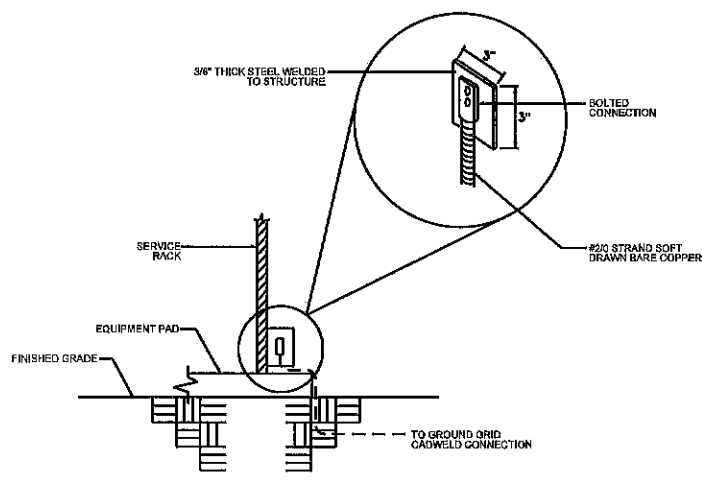 3/8" THICK STEEL WELDED
TO STRUCTURE
3"
3"
BOLTED
CONNECTION
#2/0 STRAND SOFT
DRAWN BARE COPPER
SERVICE
RACK
EQUIPMENT PAD
FINISHED GRADE
TO GROUND GRID
CADWELD CONNECTION